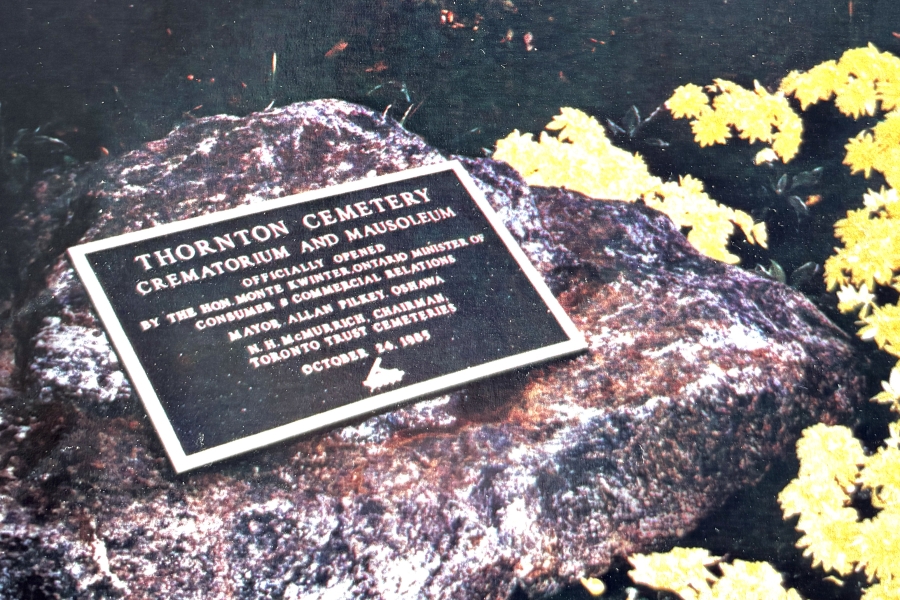 THORNTON CEMETERY
CREMATORIUM AND MAUSOLEUM
OFFICIALLY OPENED
BY THE HON. MONTE KWINTER, ONTARIO MINISTER OF
CONSUMER & COMMERCIAL RELATIONS
MAYOR ALLAN PILKEY, OSHAWA
N.H. McMURRICH, CHAIRMAN,
TORONTO TRUST CEMETERIES
OCTOBER 24, 1985